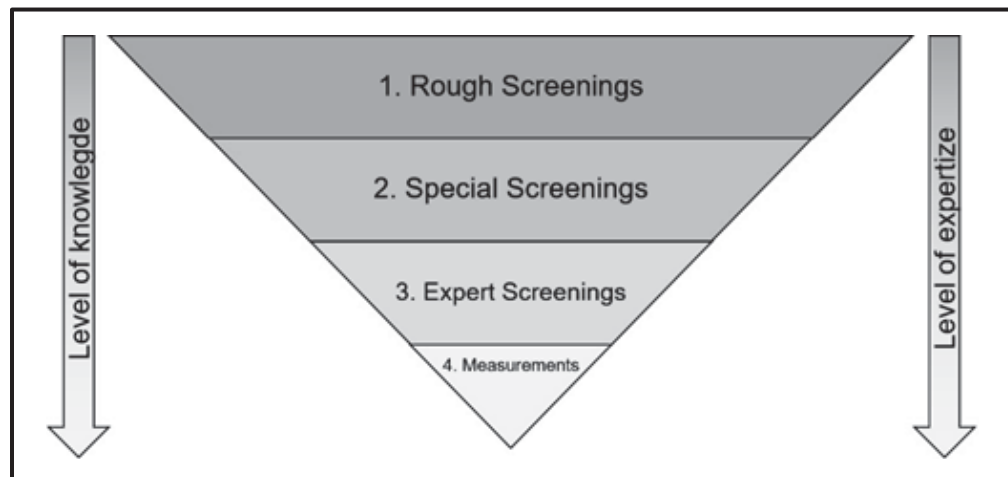 1. Rough Screenings
2. Special Screenings
3. Expert Screenings
4. Measurements
Level of knowlegde
Level of expertize